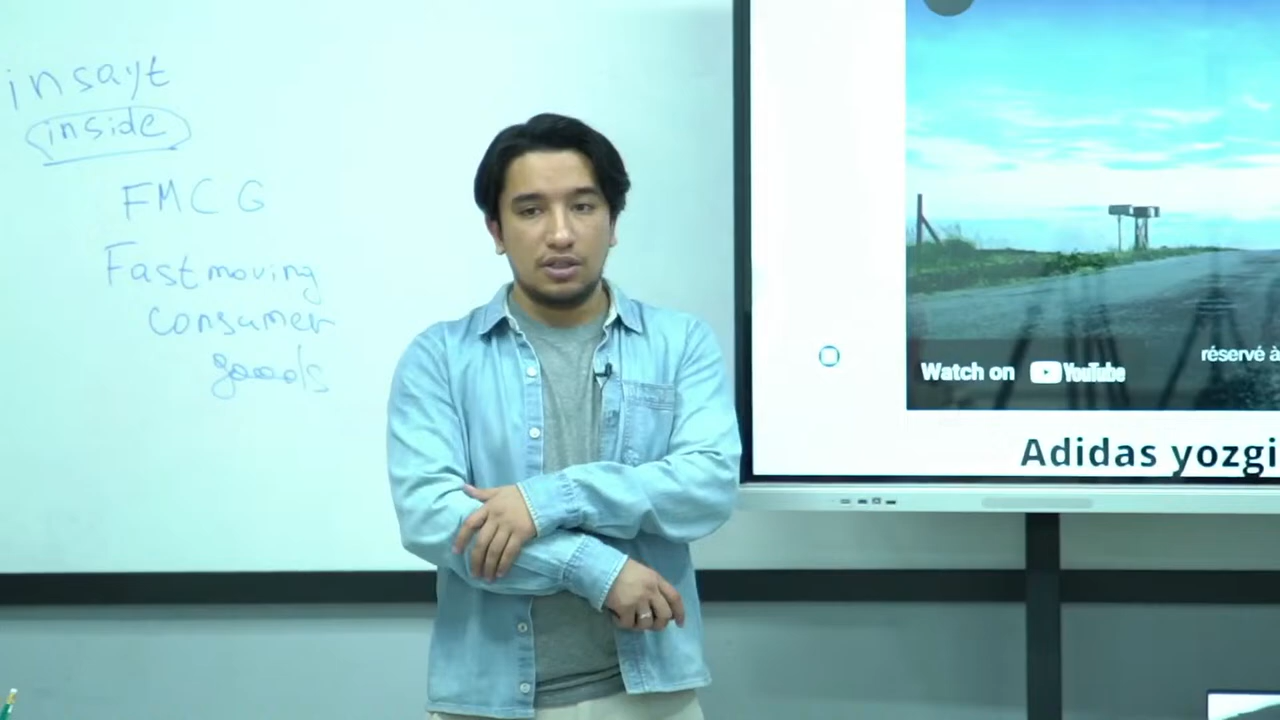 insayt
inside
FMCG
Fast moving
consumer
goods
Watch on YouTube
réservé à
Adidas yozgi